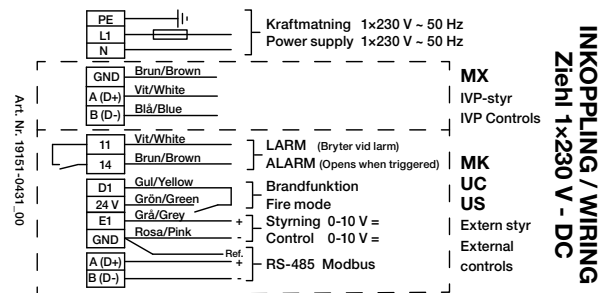 INKOPPLING / WIRING
Ziehl 1×230 V - DC
PE
L1
N
Kraftmatning 1×230 V ~ 50 Hz
Power supply 1×230 V ~ 50 Hz
GND Brun/Brown
A (D+) Vit/White
B (D-) Blå/Blue
MX
IVP-styr
IVP Controls
11 Vit/White
14 Brun/Brown
LARM (Bryter vid larm)
ALARM (Opens when triggered)
D1 Gul/Yellow
24 V Grön/Green
Brandfunktion
Fire mode
E1 Grå/Grey +
GND Rosa/Pink -
Styrning 0-10 V =
Control 0-10 V =
Ref.
A (D+) +
B (D-) -
RS-485 Modbus
MK
UC
US
Extern styr
External
controls
Art. Nr. 19151-0431_00